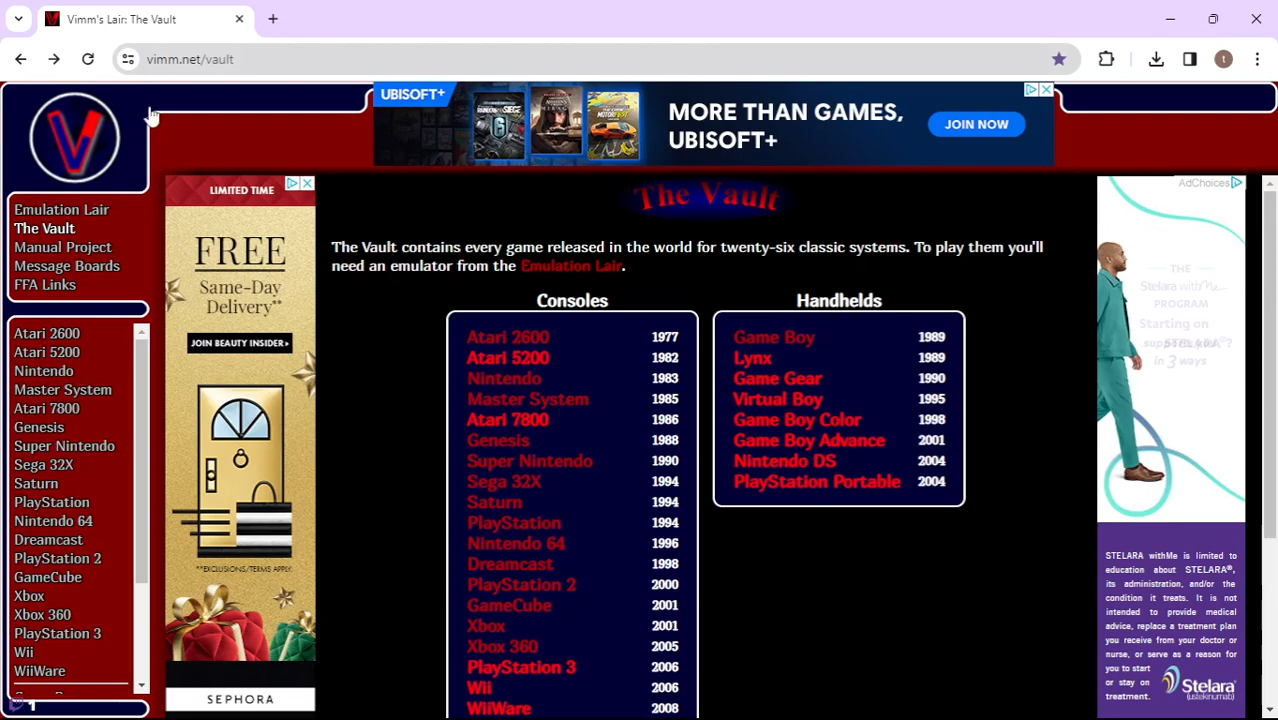 Vimm's Lair: The Vault
vimm.net/vault
t
V
UBISOFT+
MORE THAN GAMES,
UBISOFT+
JOIN NOW
Emulation Lair
The Vault
Manual Project
Message Boards
FFA Links
Atari 2600
Atari 5200
Nintendo
Master System
Atari 7800
Genesis
Super Nintendo
Sega 32X
Saturn
PlayStation
Nintendo 64
Dreamcast
PlayStation 2
GameCube
Xbox
Xbox 360
PlayStation 3
Wii
WiiWare
1
LIMITED TIME
FREE
Same-Day
Delivery**
JOIN BEAUTY INSIDER▸
**EXCLUSIONS/TERMS APPLY.
SEPHORA
The Vault
The Vault contains every game released in the world for twenty-six classic systems. To play them you'll
need an emulator from the Emulation Lair.
Consoles
Atari 2600 1977
Atari 5200 1982
Nintendo 1983
Master System 1985
Atari 7800 1986
Genesis 1988
Super Nintendo 1990
Sega 32X 1994
Saturn 1994
PlayStation 1994
Nintendo 64 1996
Dreamcast 1998
PlayStation 2 2000
GameCube 2001
Xbox 2001
Xbox 360 2005
PlayStation 3 2006
Wii 2006
WiiWare 2008
Handhelds
Game Boy 1989
Lynx 1989
Game Gear 1990
Virtual Boy 1995
Game Boy Color 1998
Game Boy Advance 2001
Nintendo DS 2004
PlayStation Portable 2004
AdChoices
THE
Stelara withMe
PROGRAM
Starting on
in 3 ways
STELARA withMe is limited to
education about STELARA®,
its administration, and/or the
condition it treats. It is not
intended to provide medical
advice, replace a treatment plan
you receive from your doctor or
nurse, or serve as a reason for
you to start
or stay on
treatment.
Stelara
(ustekinumab)